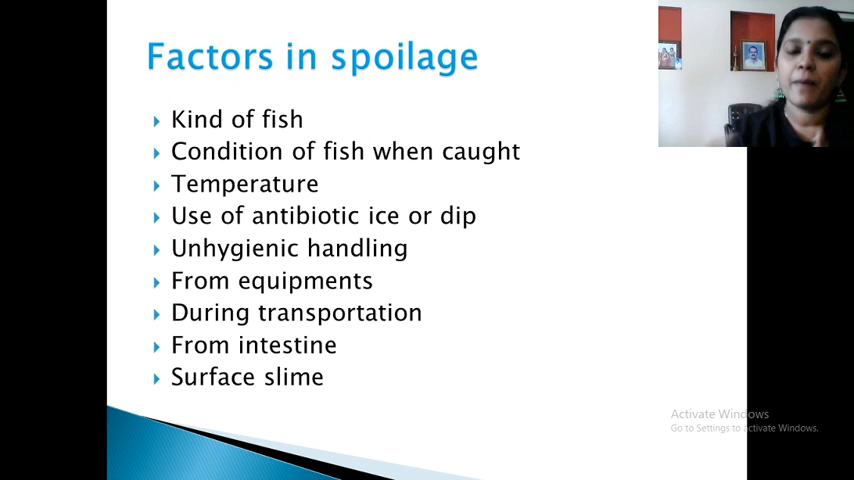 Factors in spoilage
Kind of fish
Condition of fish when caught
Temperature
Use of antibiotic ice or dip
Unhygienic handling
From equipments
During transportation
From intestine
Surface slime
Activate Windows
Go to Settings to activate Windows.